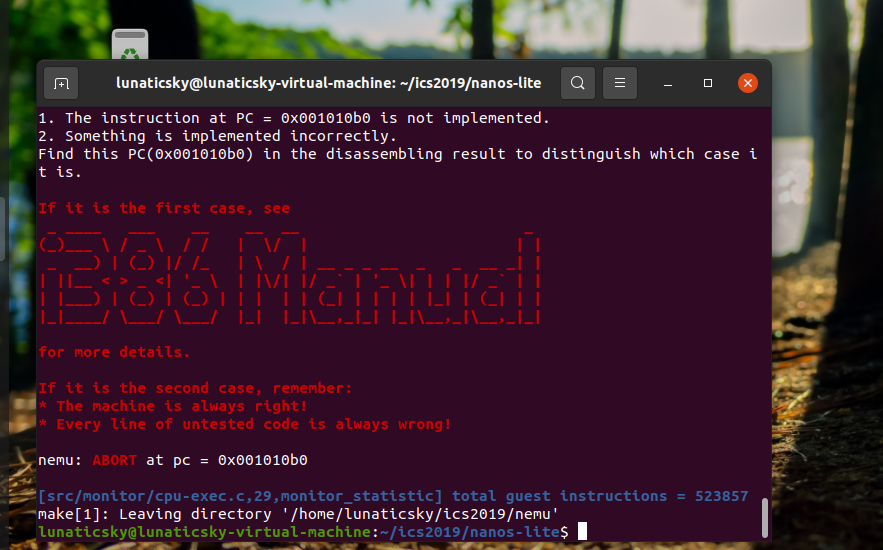 lunaticsky@lunaticsky-virtual-machine: ~/ics2019/nanos-lite
1. The instruction at PC = 0x001010b0 is not implemented.
2. Something is implemented incorrectly.
Find this PC(0x001010b0) in the disassembling result to distinguish which case i
t is.
If it is the first case, see
i386 Manual
for more details.
If it is the second case, remember:
* The machine is always right!
* Every line of untested code is always wrong!
nemu: ABORT at pc = 0x001010b0
[src/monitor/cpu-exec.c,29,monitor_statistic] total guest instructions = 523857
make[1]: Leaving directory '/home/lunaticsky/ics2019/nemu'
lunaticsky@lunaticsky-virtual-machine:~/ics2019/nanos-lite$